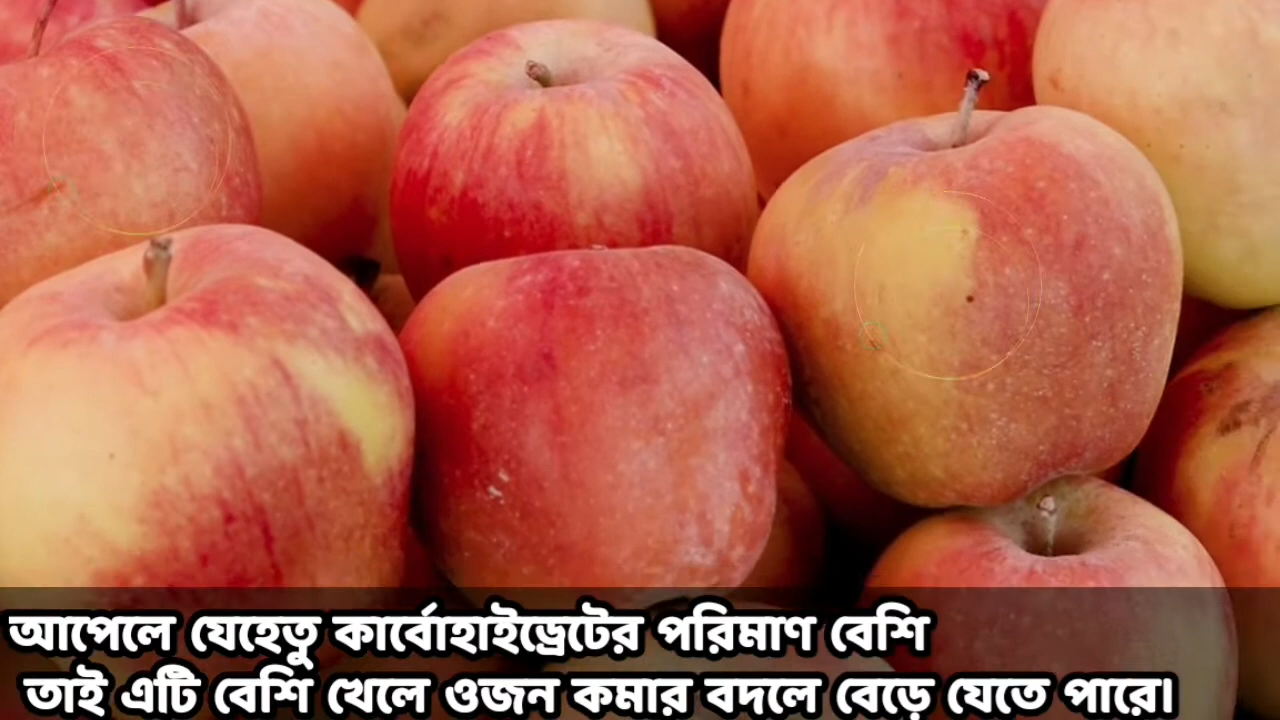 আপেলে যেহেতু কার্বোহাইড্রেটের পরিমাণ বেশি
তাই এটি বেশি খেলে ওজন কমার বদলে বেড়ে যেতে পারে।